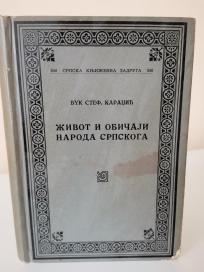 СРПСКА КЊИЖЕВНА ЗАДРУГА
ВУК СТЕФ. КАРАЏИЋ
ЖИВОТ И ОБИЧАЈИ
НАРОДА СРПСКОГА